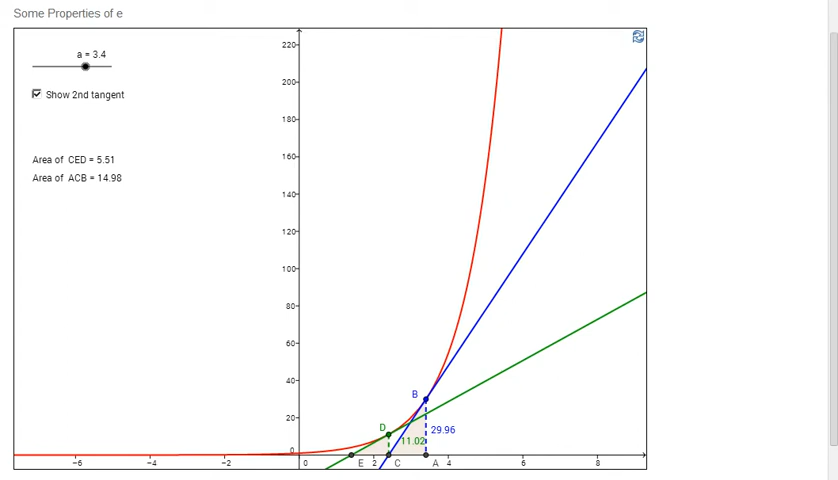 Some Properties of e
a = 3.4
Show 2nd tangent
Area of CED = 5.51
Area of ACB = 14.98
220
200
180
160
140
120
100
80
60
40
20
0
B
D
29.96
11.02
−6 −4 −2 0 E 2 C A 4 6 8